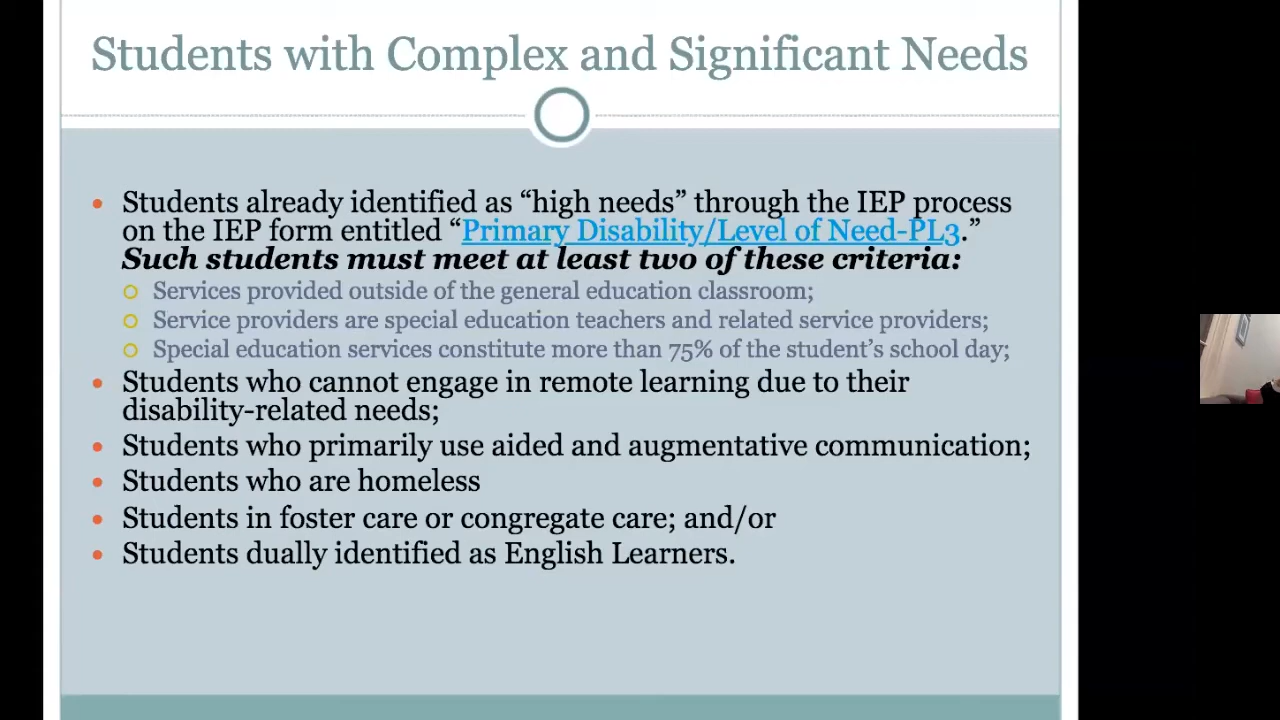 Students with Complex and Significant Needs
• Students already identified as “high needs” through the IEP process
on the IEP form entitled “Primary Disability/Level of Need-PL3.”
Such students must meet at least two of these criteria:
Services provided outside of the general education classroom;
Service providers are special education teachers and related service providers;
Special education services constitute more than 75% of the student’s school day;
• Students who cannot engage in remote learning due to their
disability-related needs;
• Students who primarily use aided and augmentative communication;
• Students who are homeless
• Students in foster care or congregate care; and/or
• Students dually identified as English Learners.